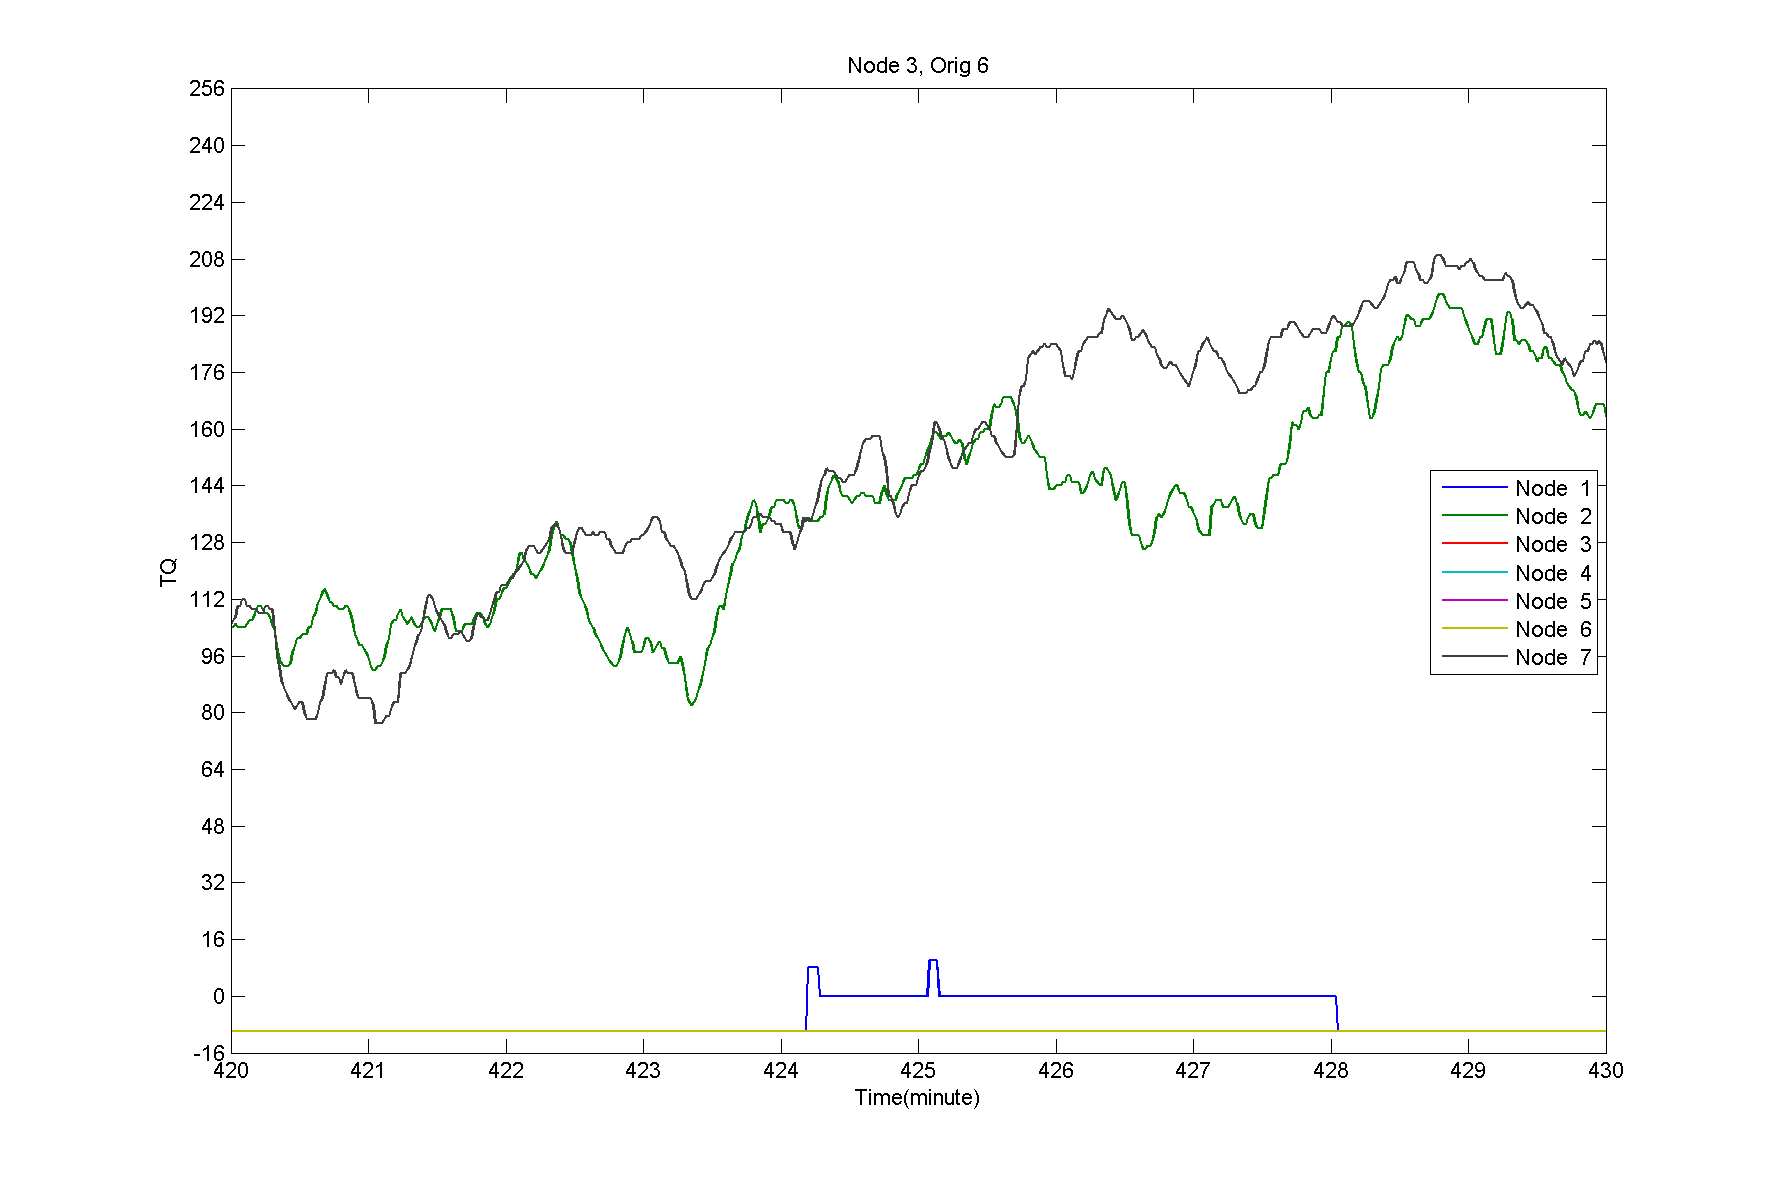 Node 3, Orig 6
256
240
224
208
192
176
160
144
128
112
96
80
64
48
32
16
0
-16
TQ
420 421 422 423 424 425 426 427 428 429 430
Time(minute)
Node 1
Node 2
Node 3
Node 4
Node 5
Node 6
Node 7